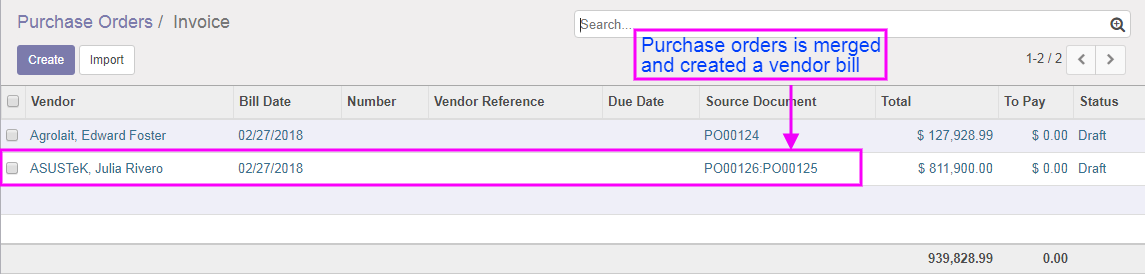 Purchase Orders / Invoice
Search...
Create Import
Purchase orders is merged
and created a vendor bill
1-2 / 2
Vendor Bill Date Number Vendor Reference Due Date Source Document Total To Pay Status
Agrolait, Edward Foster 02/27/2018 PO00124 $ 127,928.99 $ 0.00 Draft
ASUSTeK, Julia Rivero 02/27/2018 PO00126:PO00125 $ 811,900.00 $ 0.00 Draft
939,828.99 0.00